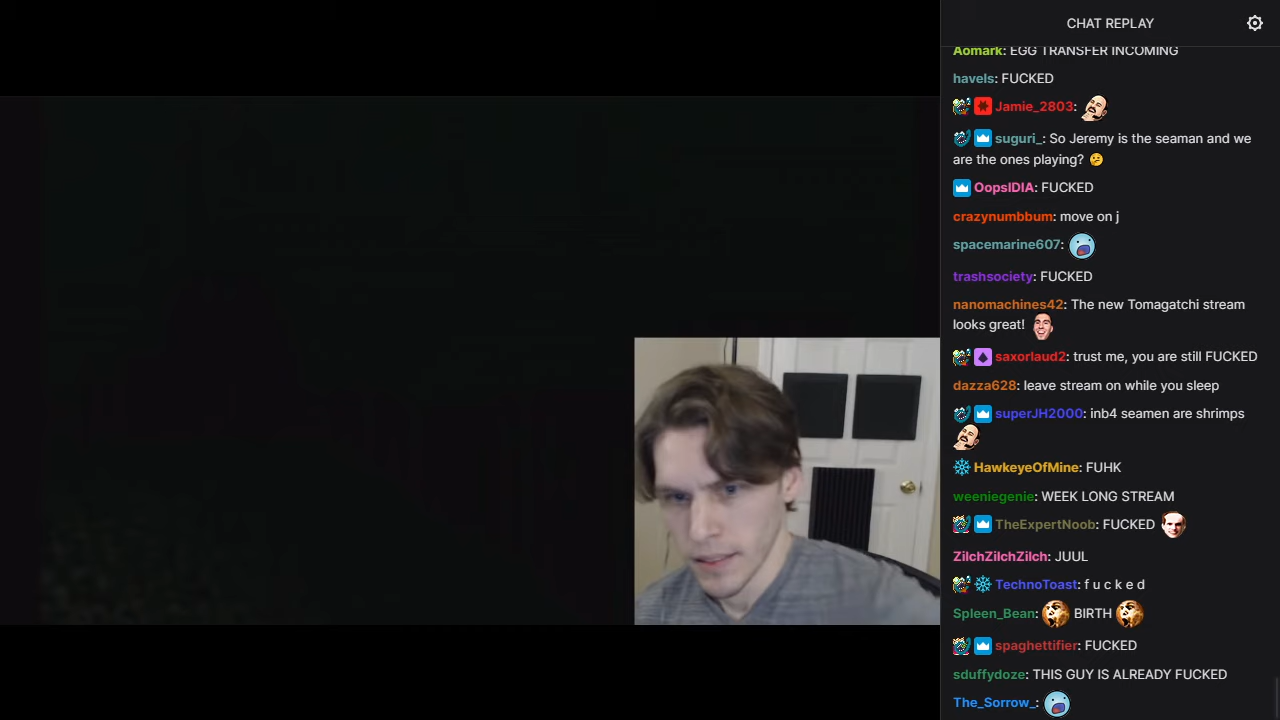 CHAT REPLAY
Aomark: EGG TRANSFER INCOMING
havels: FUCKED
Jamie_2803:
suguri_: So Jeremy is the seaman and we
are the ones playing?
OopsIDIA: FUCKED
crazynumbbum: move on j
spacemarine607:
trashsociety: FUCKED
nanomachines42: The new Tomagatchi stream
looks great!
saxorlaud2: trust me, you are still FUCKED
dazza628: leave stream on while you sleep
superJH2000: inb4 seamen are shrimps
HawkeyeOfMine: FUHK
weeniegenie: WEEK LONG STREAM
TheExpertNoob: FUCKED
ZilchZilchZilch: JUUL
TechnoToast: f u c k e d
Spleen_Bean: BIRTH
spaghettifier: FUCKED
sduffydoze: THIS GUY IS ALREADY FUCKED
The_Sorrow_: